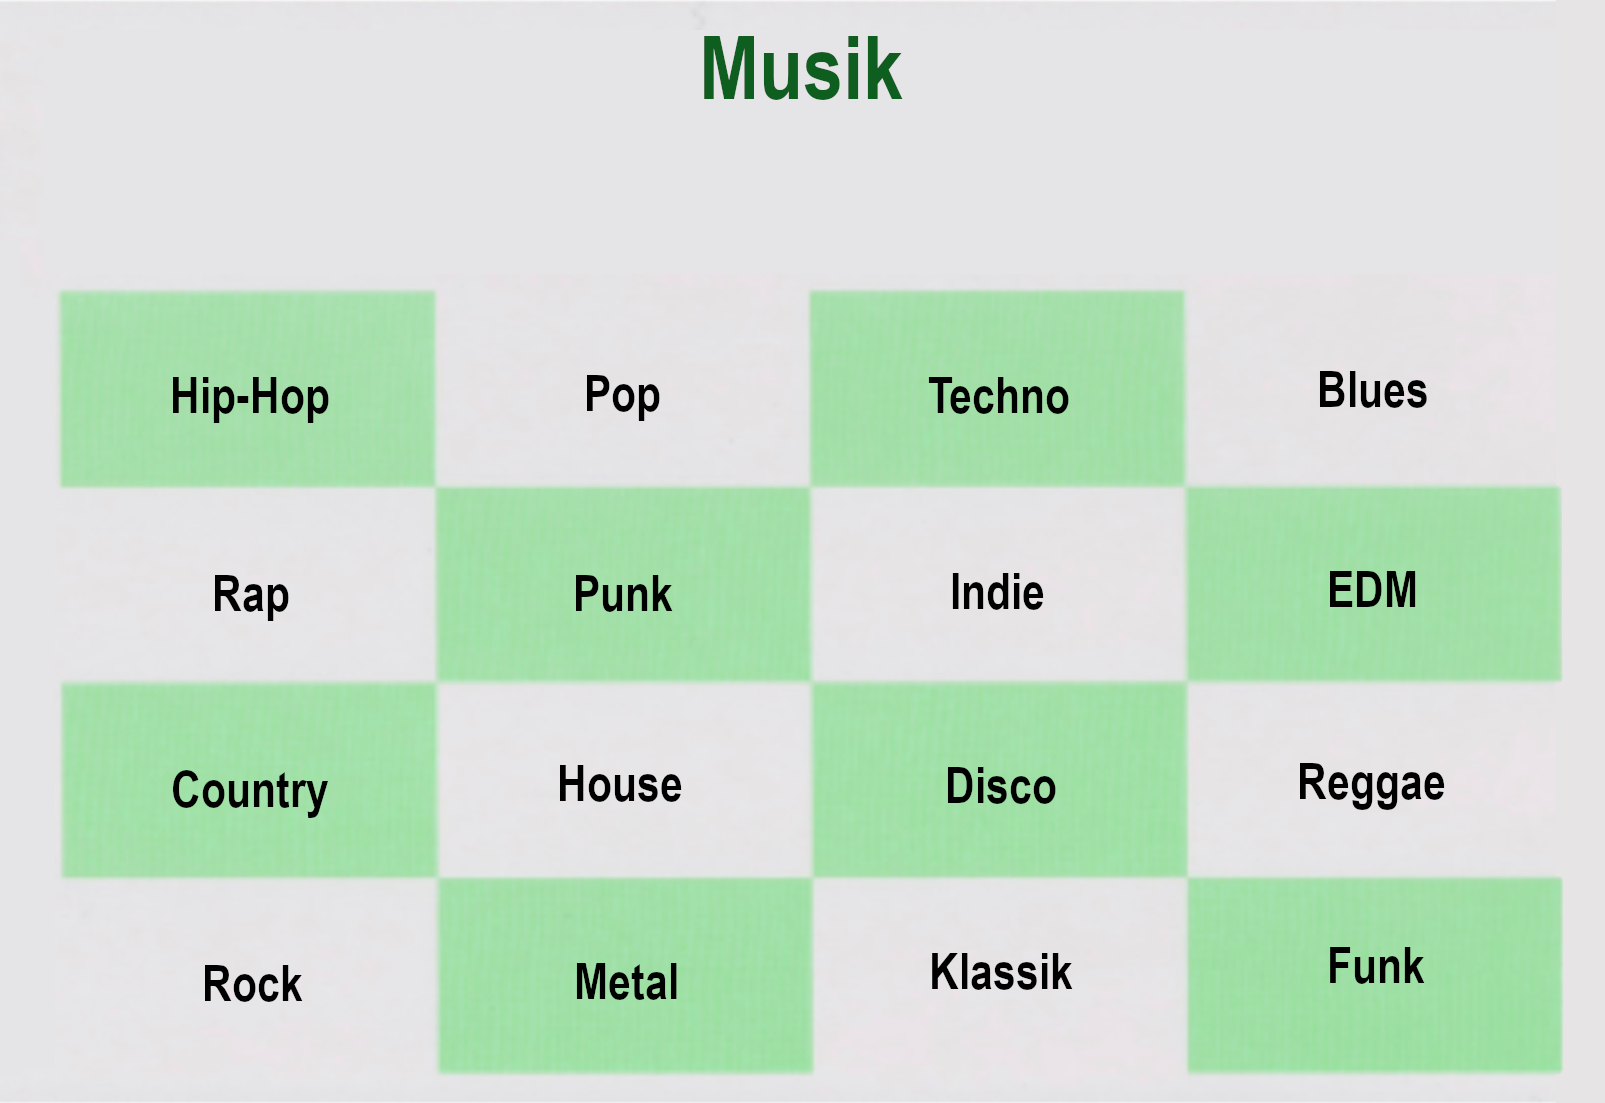 Musik
Hip-Hop Pop Techno Blues
Rap Punk Indie EDM
Country House Disco Reggae
Rock Metal Klassik Funk